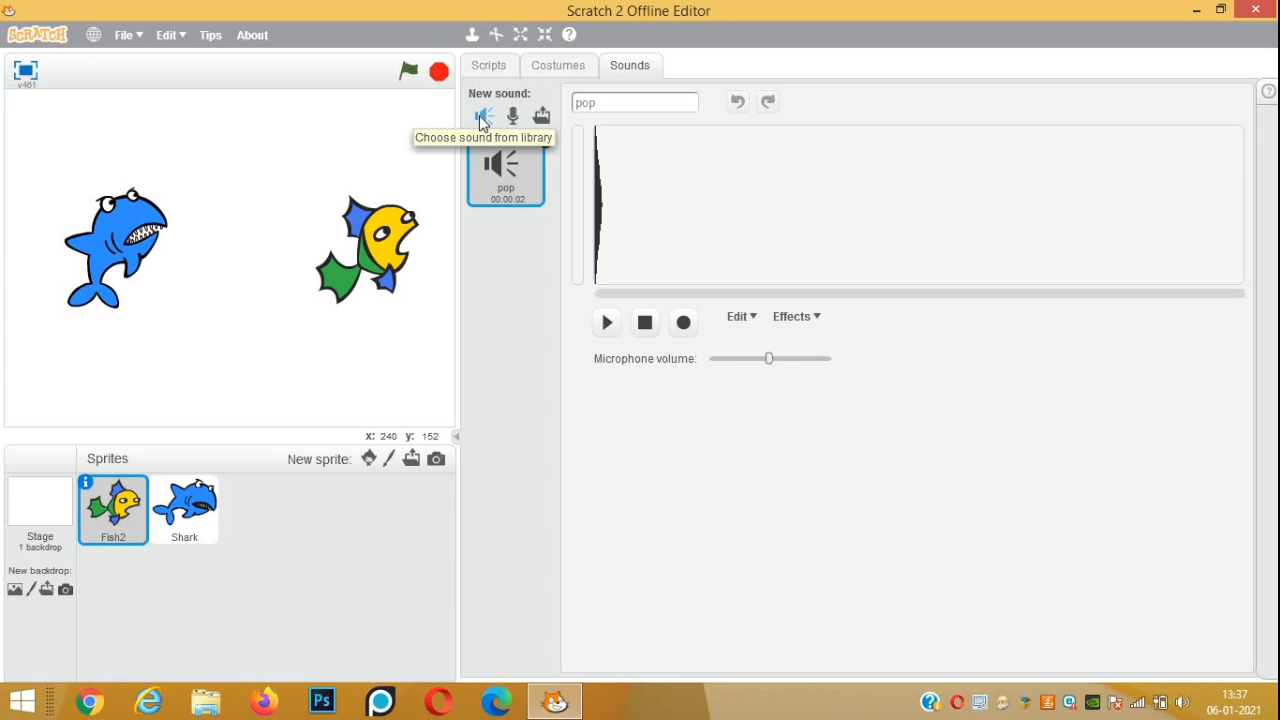 Scratch 2 Offline Editor
SCRATCH File Edit Tips About
v461
Scripts Costumes Sounds
New sound:
pop
Choose sound from library
pop
00:00.02
Edit Effects
Microphone volume:
x: 240 y: 152
Sprites New sprite:
Fish2 Shark
Stage
1 backdrop
New backdrop:
Ps
13:37
06-01-2021